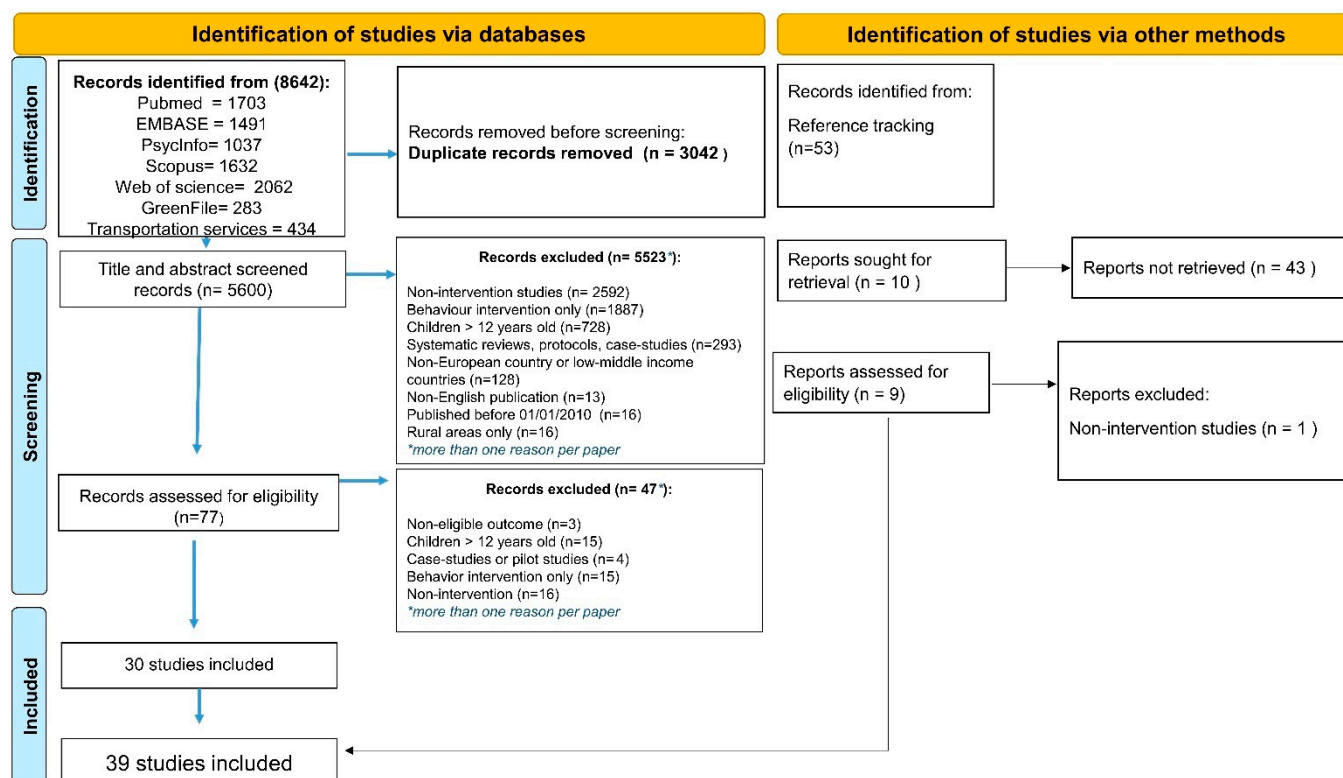 Identification of studies via databases
Identification of studies via other methods
Identification
Records identified from (8642):
Pubmed = 1703
EMBASE = 1491
PsycInfo= 1037
Scopus= 1632
Web of science= 2062
GreenFile= 283
Transportation services = 434
Records removed before screening:
Duplicate records removed (n = 3042 )
Records identified from:
Reference tracking
(n=53)
Screening
Title and abstract screened
records (n= 5600)
Records excluded (n= 5523*):
Non-intervention studies (n= 2592)
Behaviour intervention only (n=1887)
Children > 12 years old (n=728)
Systematic reviews, protocols, case-studies (n=293)
Non-European country or low-middle income
countries (n=128)
Non-English publication (n=13)
Published before 01/01/2010 (n=16)
Rural areas only (n=16)
*more than one reason per paper
Reports sought for
retrieval (n = 10 )
Reports not retrieved (n = 43 )
Reports assessed for
eligibility (n = 9)
Reports excluded:
Non-intervention studies (n = 1 )
Records assessed for eligibility
(n=77)
Records excluded (n= 47*):
Non-eligible outcome (n=3)
Children > 12 years old (n=15)
Case-studies or pilot studies (n= 4)
Behavior intervention only (n=15)
Non-intervention (n=16)
*more than one reason per paper
Included
30 studies included
39 studies included